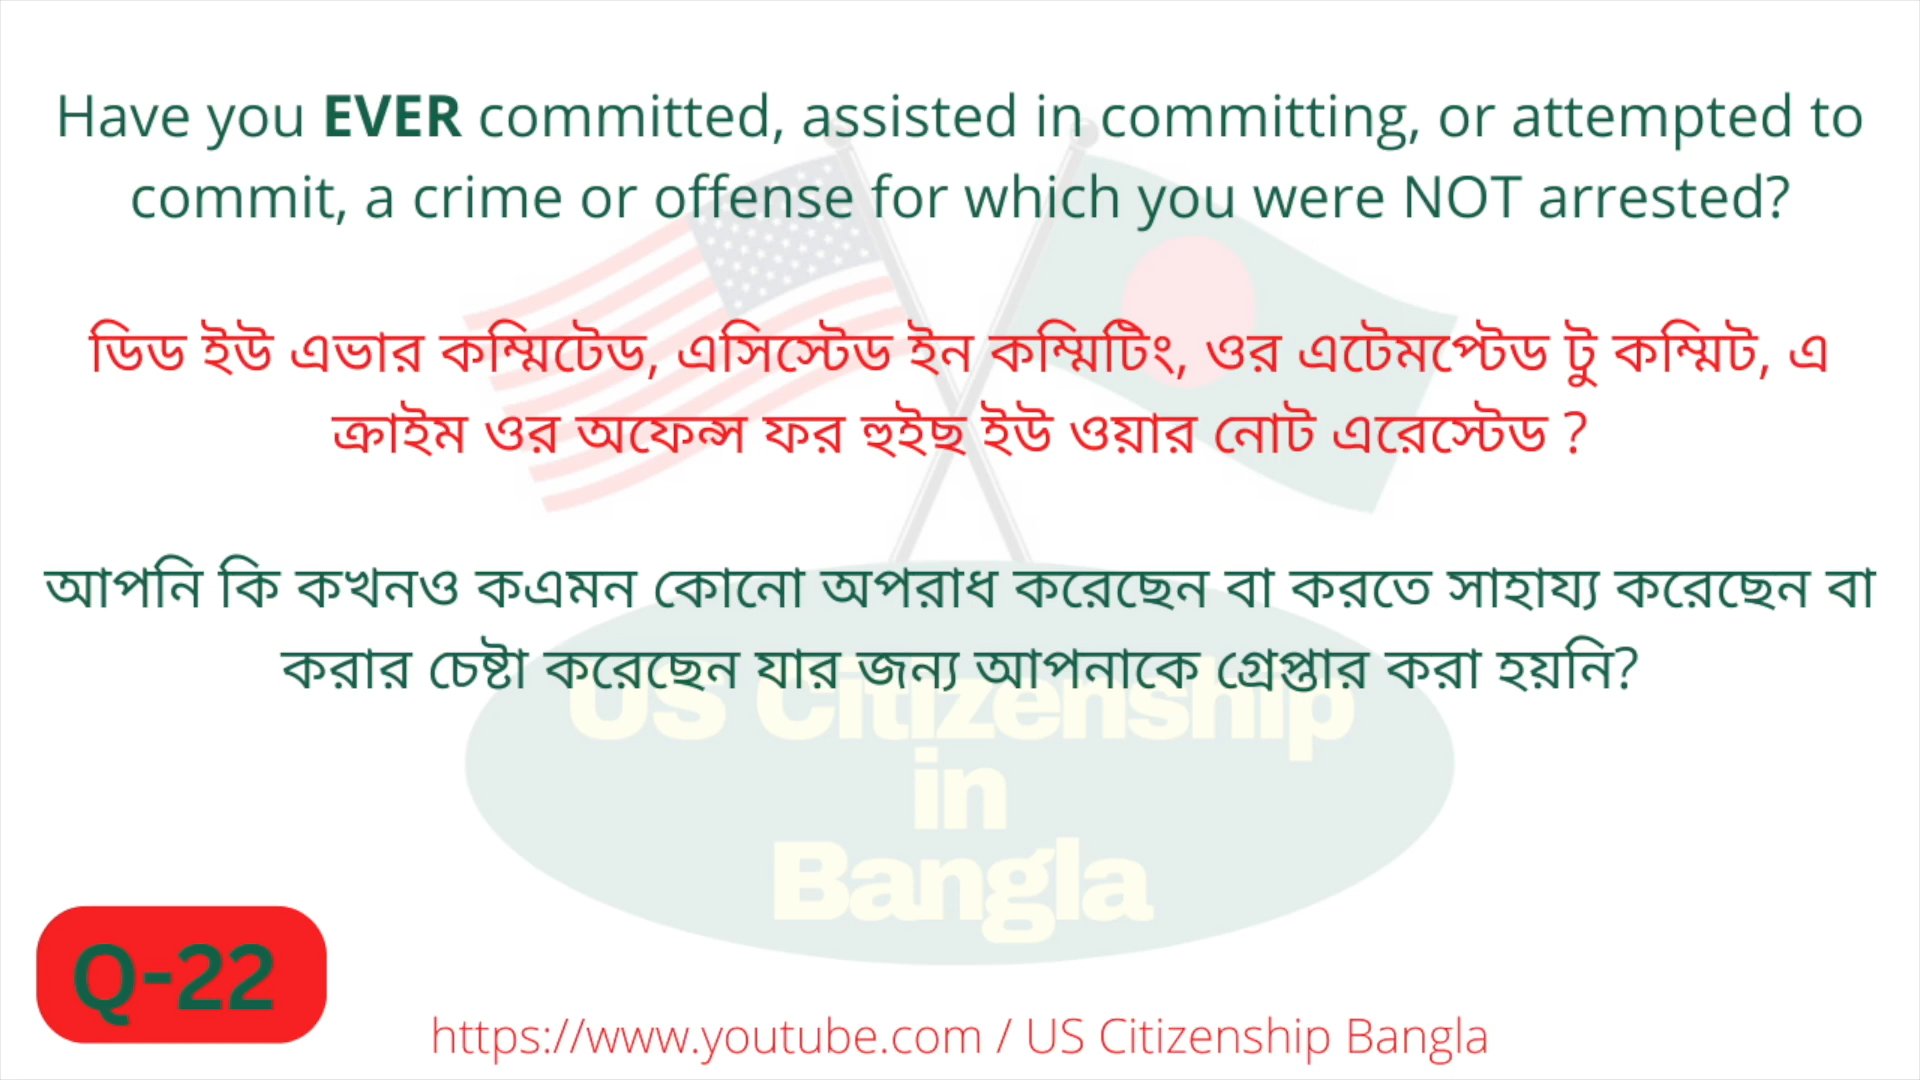 Have you EVER committed, assisted in committing, or attempted to
commit, a crime or offense for which you were NOT arrested?
ডিড ইউ এভার কম্মিটেড, এসিস্টেড ইন কম্মিটিং, ওর এটেমপ্টেড টু কম্মিট, এ
ক্রাইম ওর অফেন্স ফর হুইছ ইউ ওয়ার নোট এরেস্টেড ?
আপনি কি কখনও কএমন কোনো অপরাধ করেছেন বা করতে সাহায্য করেছেন বা
করার চেষ্টা করেছেন যার জন্য আপনাকে গ্রেপ্তার করা হয়নি?
US Citizenship
in
Bangla
Q-22
https://www.youtube.com / US Citizenship Bangla